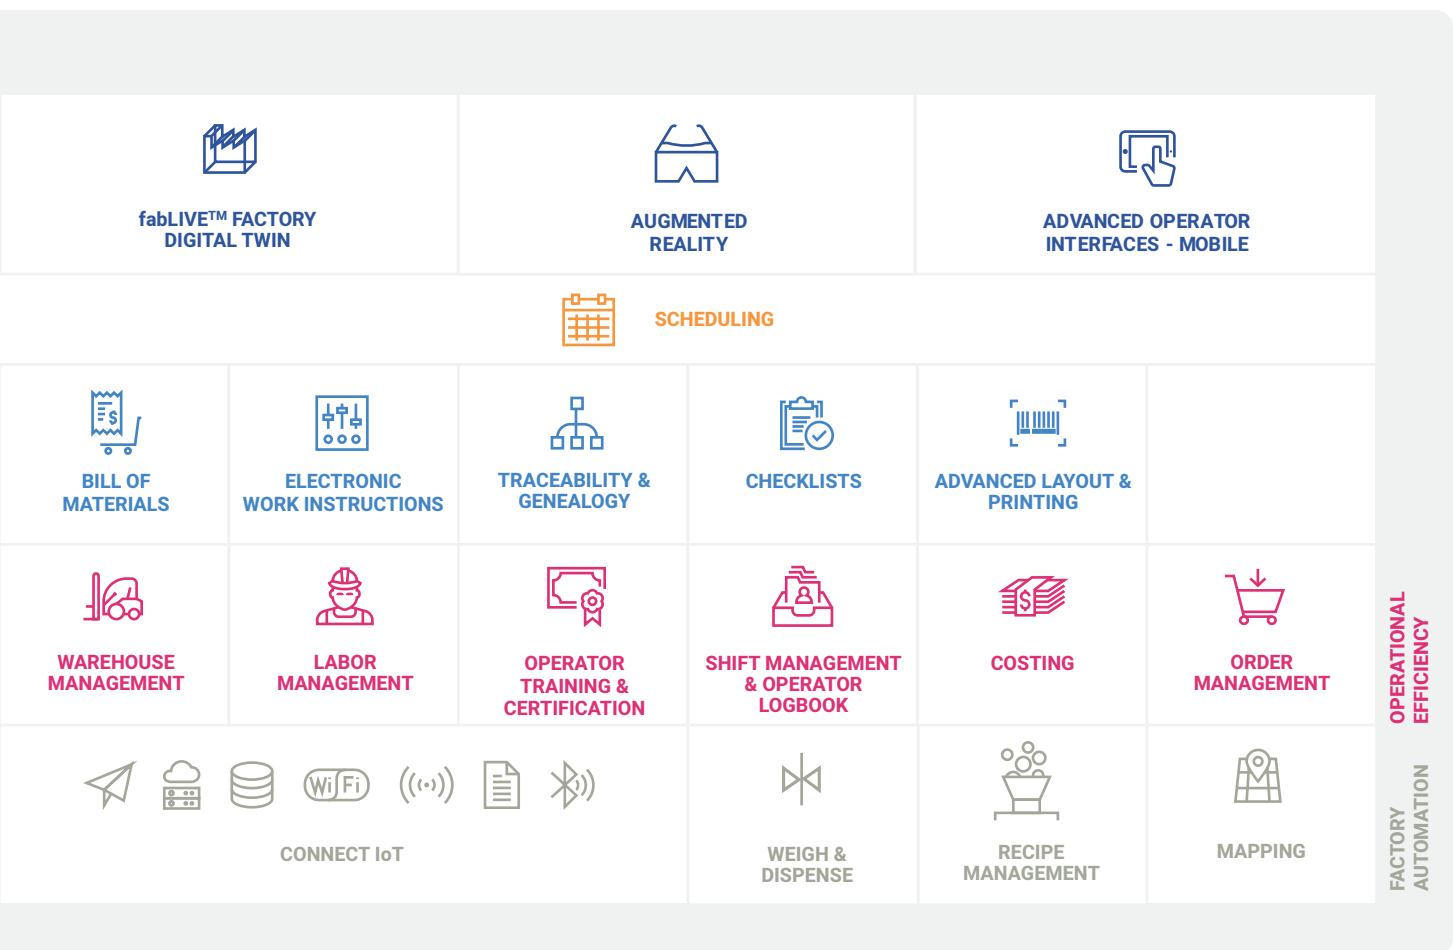 fabLIVE™ FACTORY
DIGITAL TWIN
AUGMENTED
REALITY
ADVANCED OPERATOR
INTERFACES - MOBILE
SCHEDULING
$
BILL OF
MATERIALS
ELECTRONIC
WORK INSTRUCTIONS
TRACEABILITY &
GENEALOGY
CHECKLISTS
ADVANCED LAYOUT &
PRINTING
WAREHOUSE
MANAGEMENT
LABOR
MANAGEMENT
OPERATOR
TRAINING &
CERTIFICATION
SHIFT MANAGEMENT
& OPERATOR
LOGBOOK
$
COSTING
ORDER
MANAGEMENT
OPERATIONAL
EFFICIENCY
WiFi
CONNECT IoT
WEIGH &
DISPENSE
RECIPE
MANAGEMENT
MAPPING
FACTORY
AUTOMATION